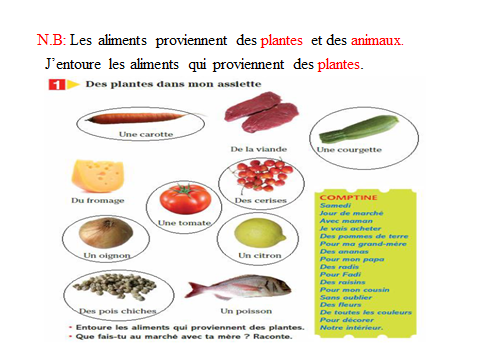 N.B: Les aliments proviennent des plantes et des animaux.
J'entoure les aliments qui proviennent des plantes.
1 Des plantes dans mon assiette
Une carotte
De la viande
Une courgette
Du fromage
Une tomate
Des cerises
Un oignon
Un citron
Des pois chiches
Un poisson
COMPTINE
Samedi
Jour de marché
Avec maman
Je vais acheter
Des pommes de terre
Pour ma grand-mère
Des ananas
Pour mon papa
Des radis
Pour Fadi
Des raisins
Pour mon cousin
Sans oublier
Des fleurs
De toutes les couleurs
Pour décorer
Notre intérieur.
• Entoure les aliments qui proviennent des plantes.
• Que fais-tu au marché avec ta mère ? Raconte.